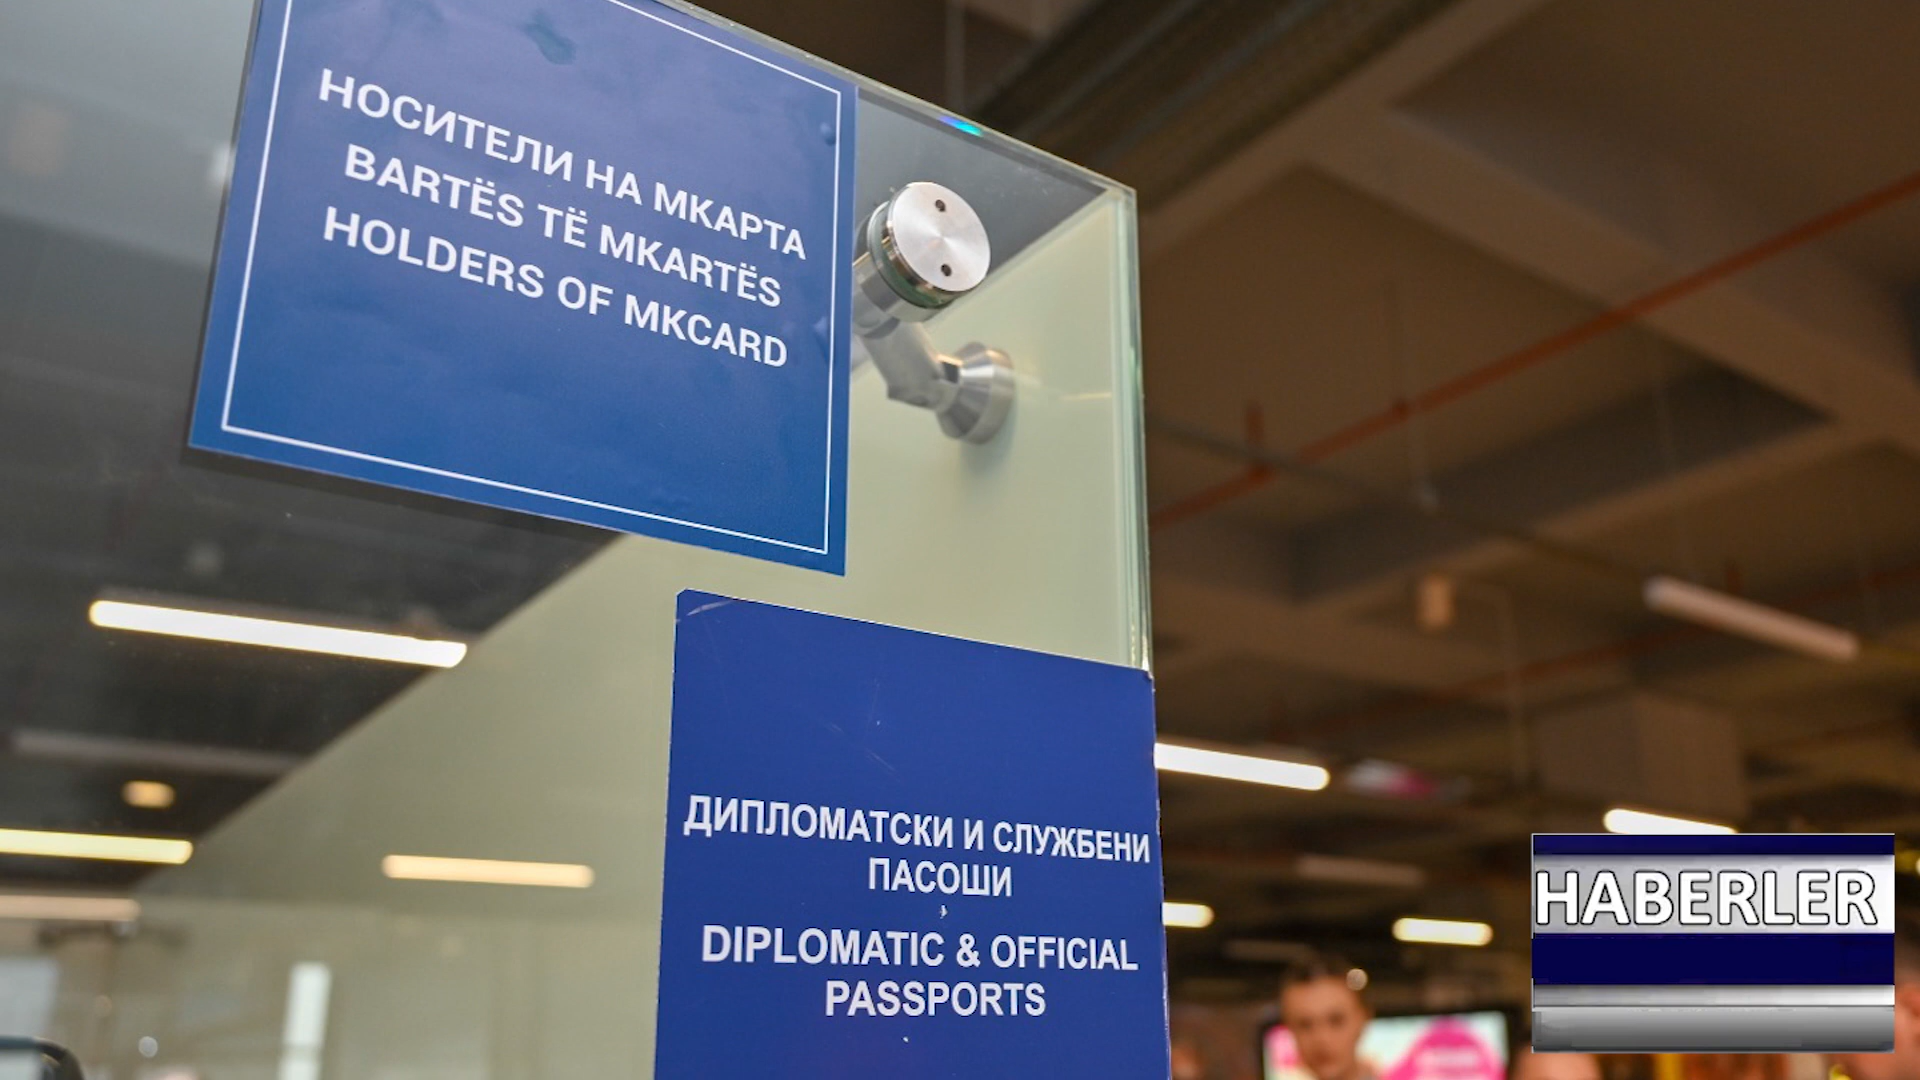 НОСИТЕЛИ НА МКАРТА
BARTËS TË MKARTËS
HOLDERS OF MKCARD
ДИПЛОМАТСКИ И СЛУЖБЕНИ
ПАСОШИ
DIPLOMATIC & OFFICIAL
PASSPORTS
HABERLER